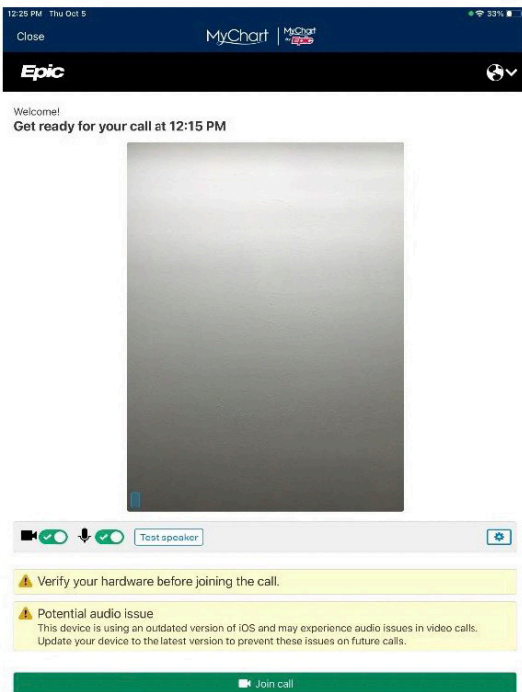 12:25 PM Thu Oct 5
33%
Close
MyChart
MyChart
by Epic
Epic
Welcome!
Get ready for your call at 12:15 PM
Test speaker
Verify your hardware before joining the call.
Potential audio issue
This device is using an outdated version of iOS and may experience audio issues in video calls.
Update your device to the latest version to prevent these issues on future calls.
Join call